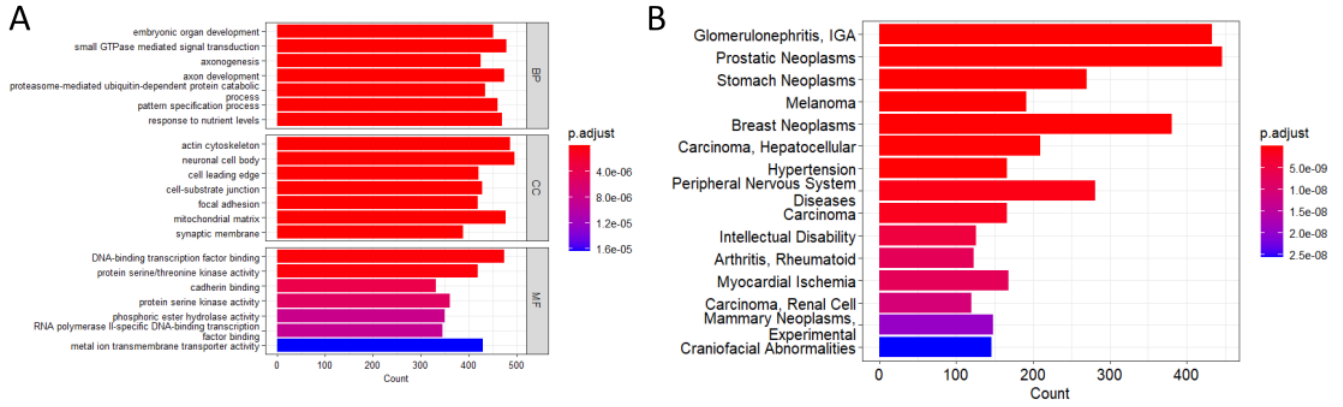 A
embryonic organ development
small GTPase mediated signal transduction
axonogenesis
axon development
proteasome-mediated ubiquitin-dependent protein catabolic
process
pattern specification process
response to nutrient levels
BP
actin cytoskeleton
neuronal cell body
cell leading edge
cell-substrate junction
focal adhesion
mitochondrial matrix
synaptic membrane
CC
DNA-binding transcription factor binding
protein serine/threonine kinase activity
cadherin binding
protein serine kinase activity
phosphoric ester hydrolase activity
RNA polymerase II-specific DNA-binding transcription
factor binding
metal ion transmembrane transporter activity
MF
0 100 200 300 400 500
Count
p.adjust
4.0e-06
8.0e-06
1.2e-05
1.6e-05
B
Glomerulonephritis, IGA
Prostatic Neoplasms
Stomach Neoplasms
Melanoma
Breast Neoplasms
Carcinoma, Hepatocellular
Hypertension
Peripheral Nervous System
Diseases
Carcinoma
Intellectual Disability
Arthritis, Rheumatoid
Myocardial Ischemia
Carcinoma, Renal Cell
Mammary Neoplasms,
Experimental
Craniofacial Abnormalities
0 100 200 300 400
Count
p.adjust
5.0e-09
1.0e-08
1.5e-08
2.0e-08
2.5e-08